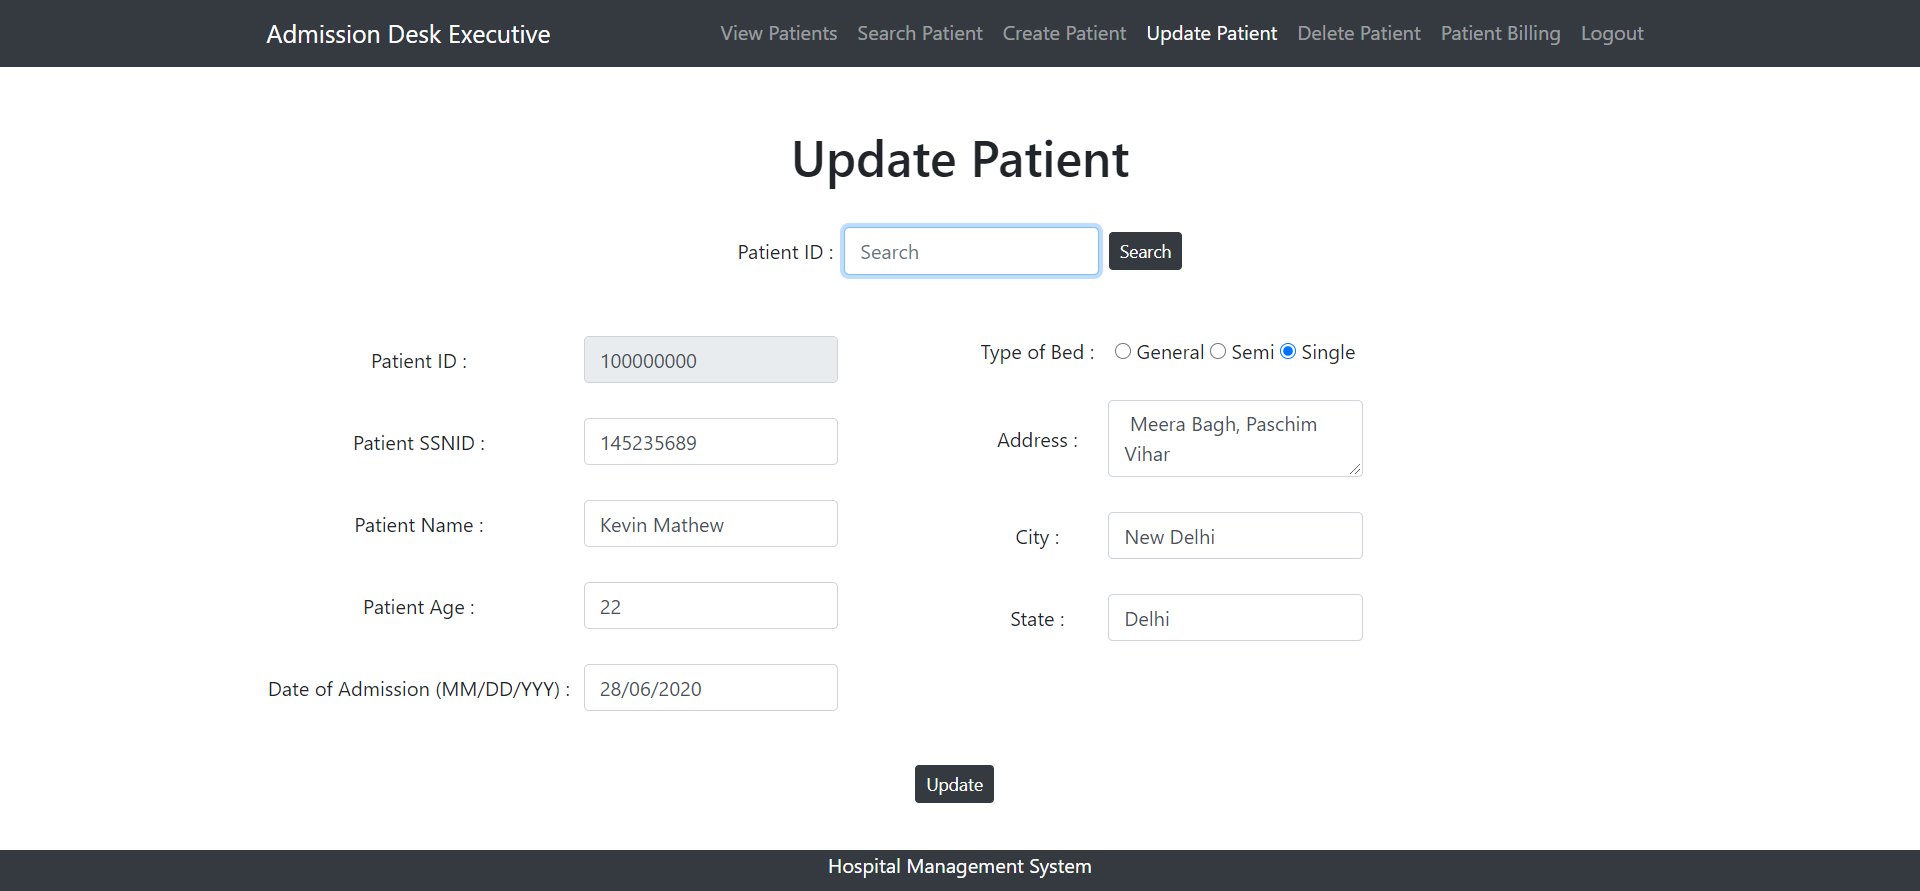 Admission Desk Executive
View Patients Search Patient Create Patient Update Patient Delete Patient Patient Billing Logout
Update Patient
Patient ID : Search Search
Patient ID : 100000000
Patient SSNID : 145235689
Patient Name : Kevin Mathew
Patient Age : 22
Date of Admission (MM/DD/YYY) : 28/06/2020
Type of Bed : General Semi Single
Address : Meera Bagh, Paschim
Vihar
City : New Delhi
State : Delhi
Update
Hospital Management System